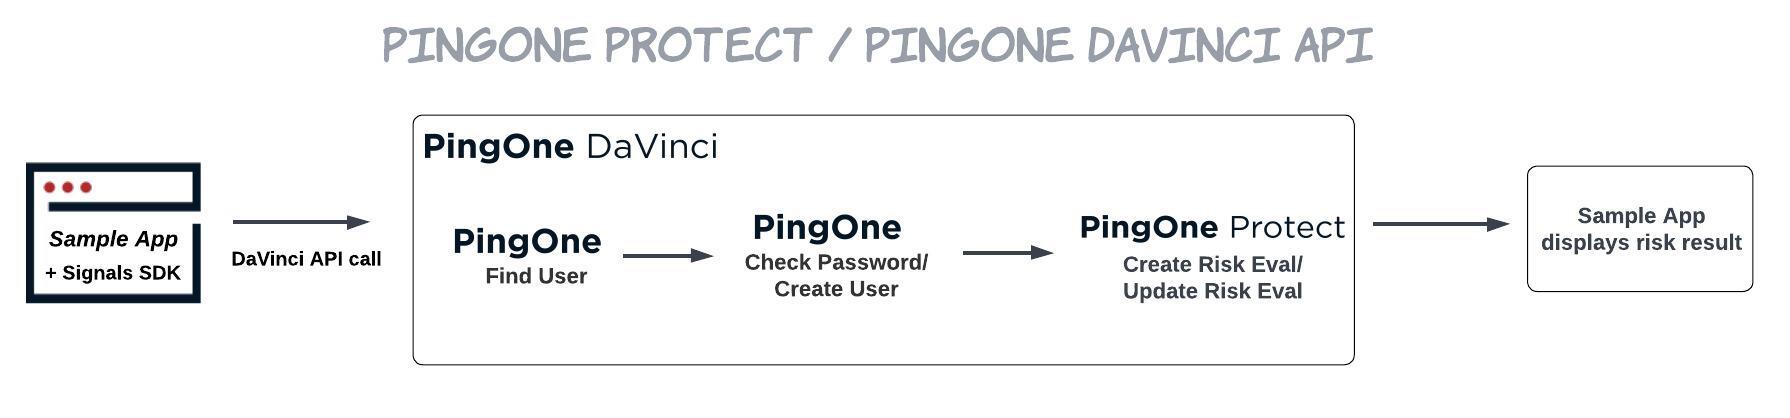 PINGONE PROTECT / PINGONE DAVINCI API
PingOne DaVinci
Sample App
+ Signals SDK
DaVinci API call
PingOne
Find User
PingOne
Check Password/
Create User
PingOne Protect
Create Risk Eval/
Update Risk Eval
Sample App
displays risk result